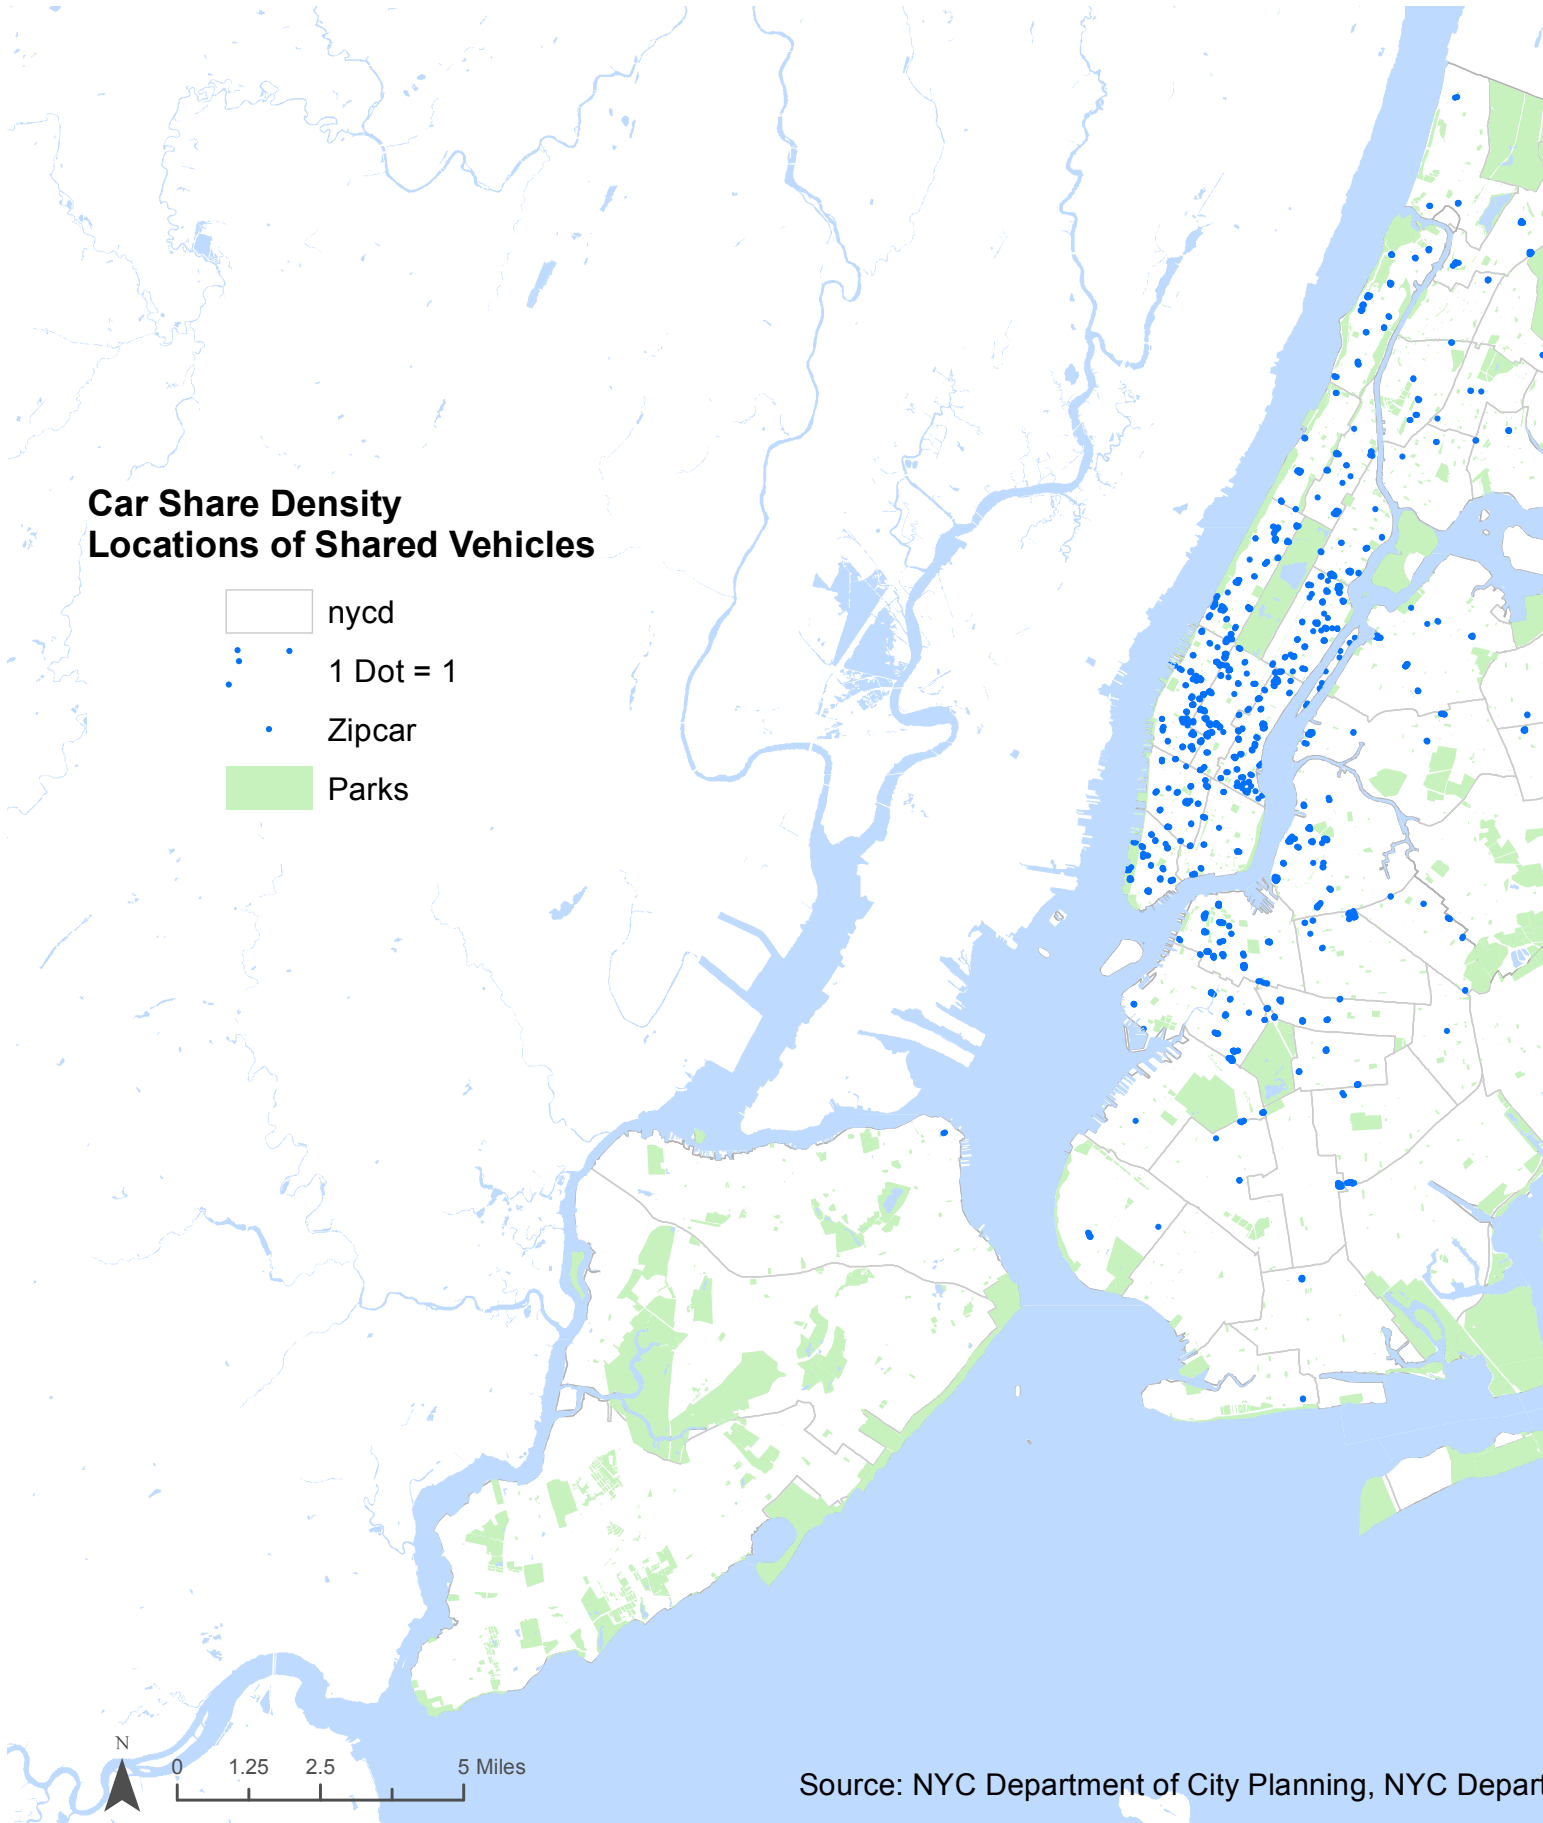 Car Share Density
Locations of Shared Vehicles
nycd
1 Dot = 1
Zipcar
Parks
N
0 1.25 2.5 5 Miles
Source: NYC Department of City Planning, NYC Depart